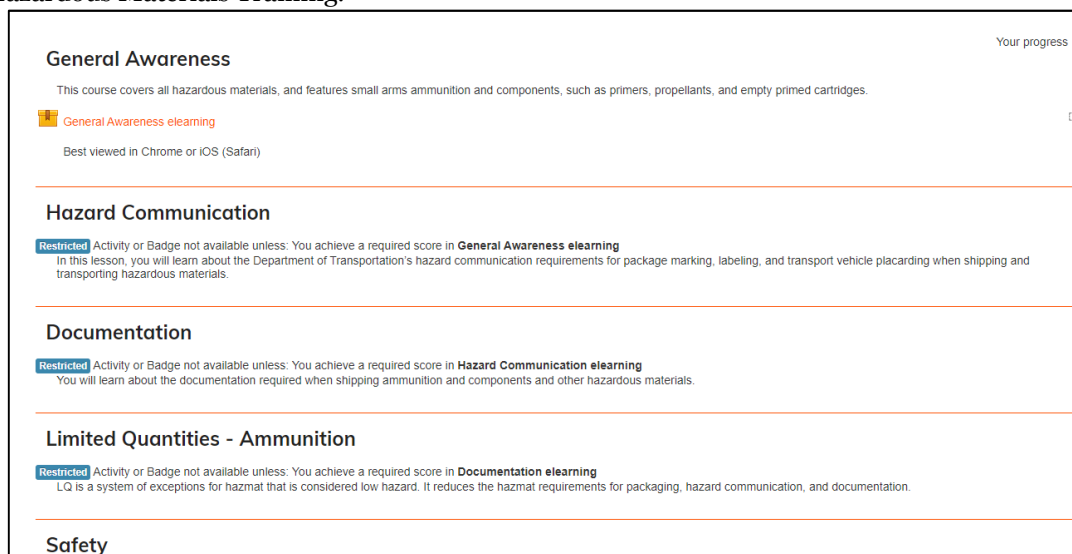 Hazardous Materials Training.
Your progress
General Awareness
This course covers all hazardous materials, and features small arms ammunition and components, such as primers, propellants, and empty primed cartridges.
General Awareness elearning
Best viewed in Chrome or iOS (Safari)
Hazard Communication
Restricted Activity or Badge not available unless: You achieve a required score in General Awareness elearning
In this lesson, you will learn about the Department of Transportation's hazard communication requirements for package marking, labeling, and transport vehicle placarding when shipping and
transporting hazardous materials.
Documentation
Restricted Activity or Badge not available unless: You achieve a required score in Hazard Communication elearning
You will learn about the documentation required when shipping ammunition and components and other hazardous materials.
Limited Quantities - Ammunition
Restricted Activity or Badge not available unless: You achieve a required score in Documentation elearning
LQ is a system of exceptions for hazmat that is considered low hazard. It reduces the hazmat requirements for packaging, hazard communication, and documentation.
Safety